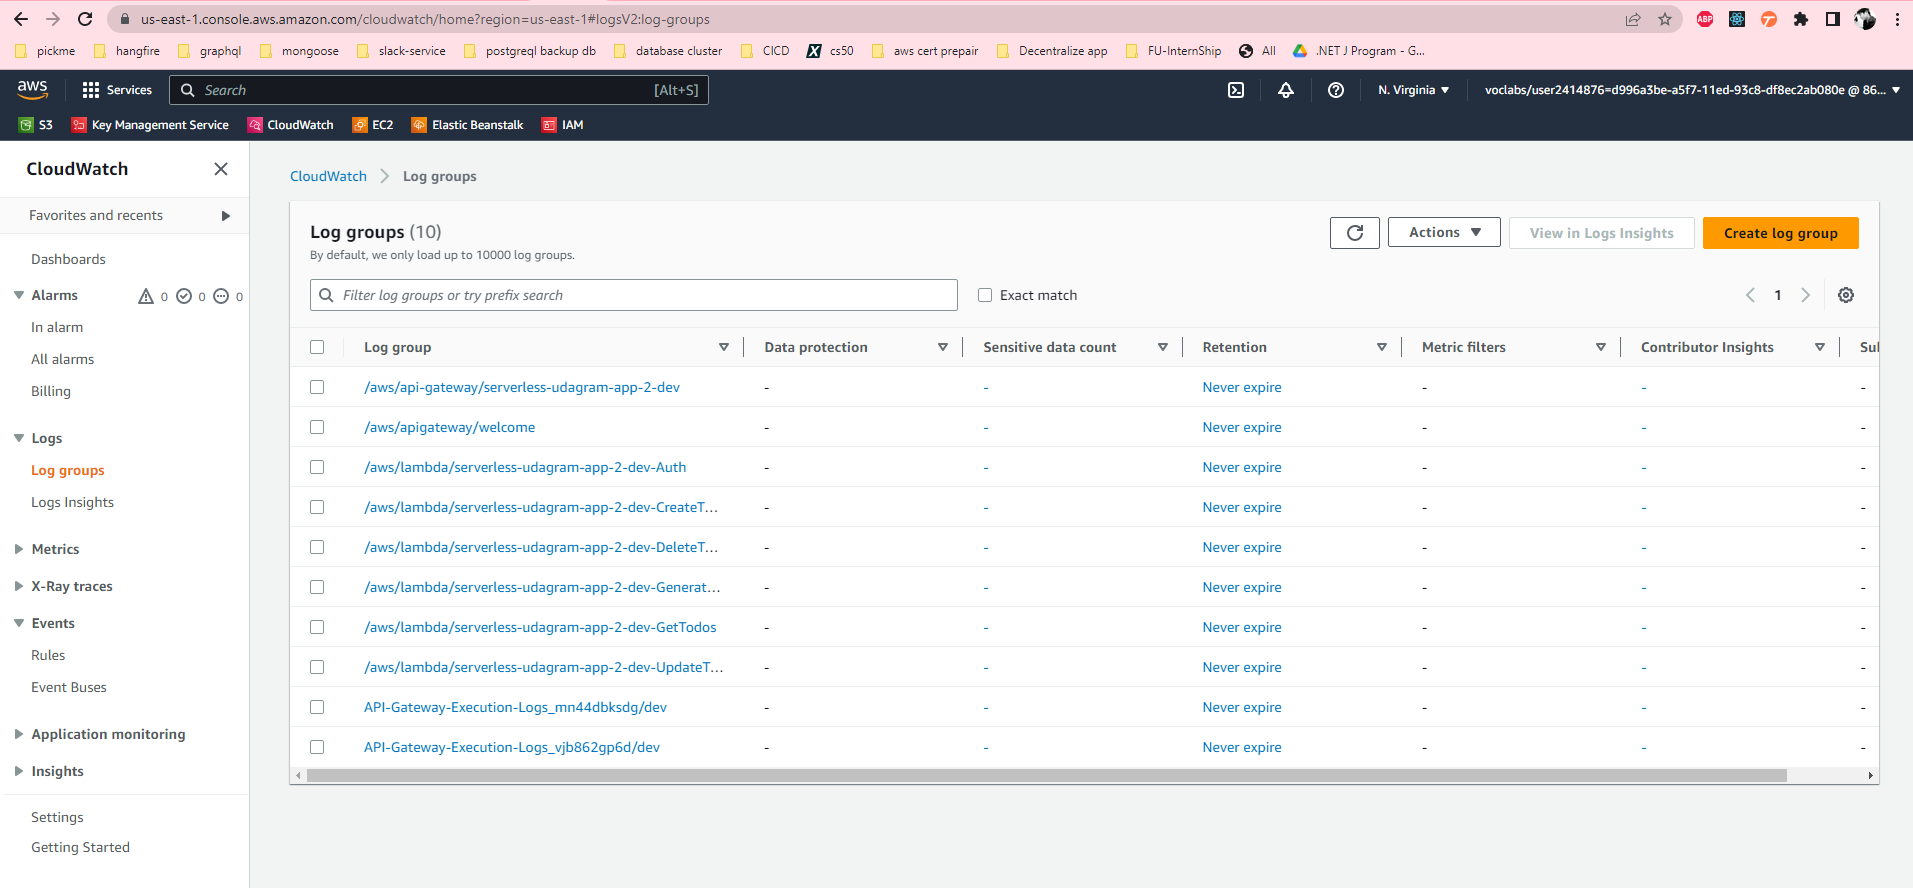 us-east-1.console.aws.amazon.com/cloudwatch/home?region=us-east-1#logsV2:log-groups
ABP
pickme hangfire graphql mongoose slack-service postgreql backup db database cluster CICD cs50 aws cert prepair Decentralize app FU-InternShip All .NET J Program - G...
aws Services Search [Alt+S] N. Virginia voclabs/user2414876=d996a3be-a5f7-11ed-93c8-df8ec2ab080e @ 86...
S3 Key Management Service CloudWatch EC2 Elastic Beanstalk IAM
CloudWatch
Favorites and recents
Dashboards
Alarms 0 0 0
In alarm
All alarms
Billing
Logs
Log groups
Logs Insights
Metrics
X-Ray traces
Events
Rules
Event Buses
Application monitoring
Insights
Settings
Getting Started
CloudWatch Log groups
Log groups (10)
By default, we only load up to 10000 log groups.
Actions View in Logs Insights Create log group
Filter log groups or try prefix search Exact match 1
Log group Data protection Sensitive data count Retention Metric filters Contributor Insights Sul
/aws/api-gateway/serverless-udagram-app-2-dev - - Never expire - - -
/aws/apigateway/welcome - - Never expire - - -
/aws/lambda/serverless-udagram-app-2-dev-Auth - - Never expire - - -
/aws/lambda/serverless-udagram-app-2-dev-CreateT... - - Never expire - - -
/aws/lambda/serverless-udagram-app-2-dev-DeleteT... - - Never expire - - -
/aws/lambda/serverless-udagram-app-2-dev-Generat... - - Never expire - - -
/aws/lambda/serverless-udagram-app-2-dev-GetTodos - - Never expire - - -
/aws/lambda/serverless-udagram-app-2-dev-UpdateT... - - Never expire - - -
API-Gateway-Execution-Logs_mn44dbksdg/dev - - Never expire - - -
API-Gateway-Execution-Logs_vjb862gp6d/dev - - Never expire - - -